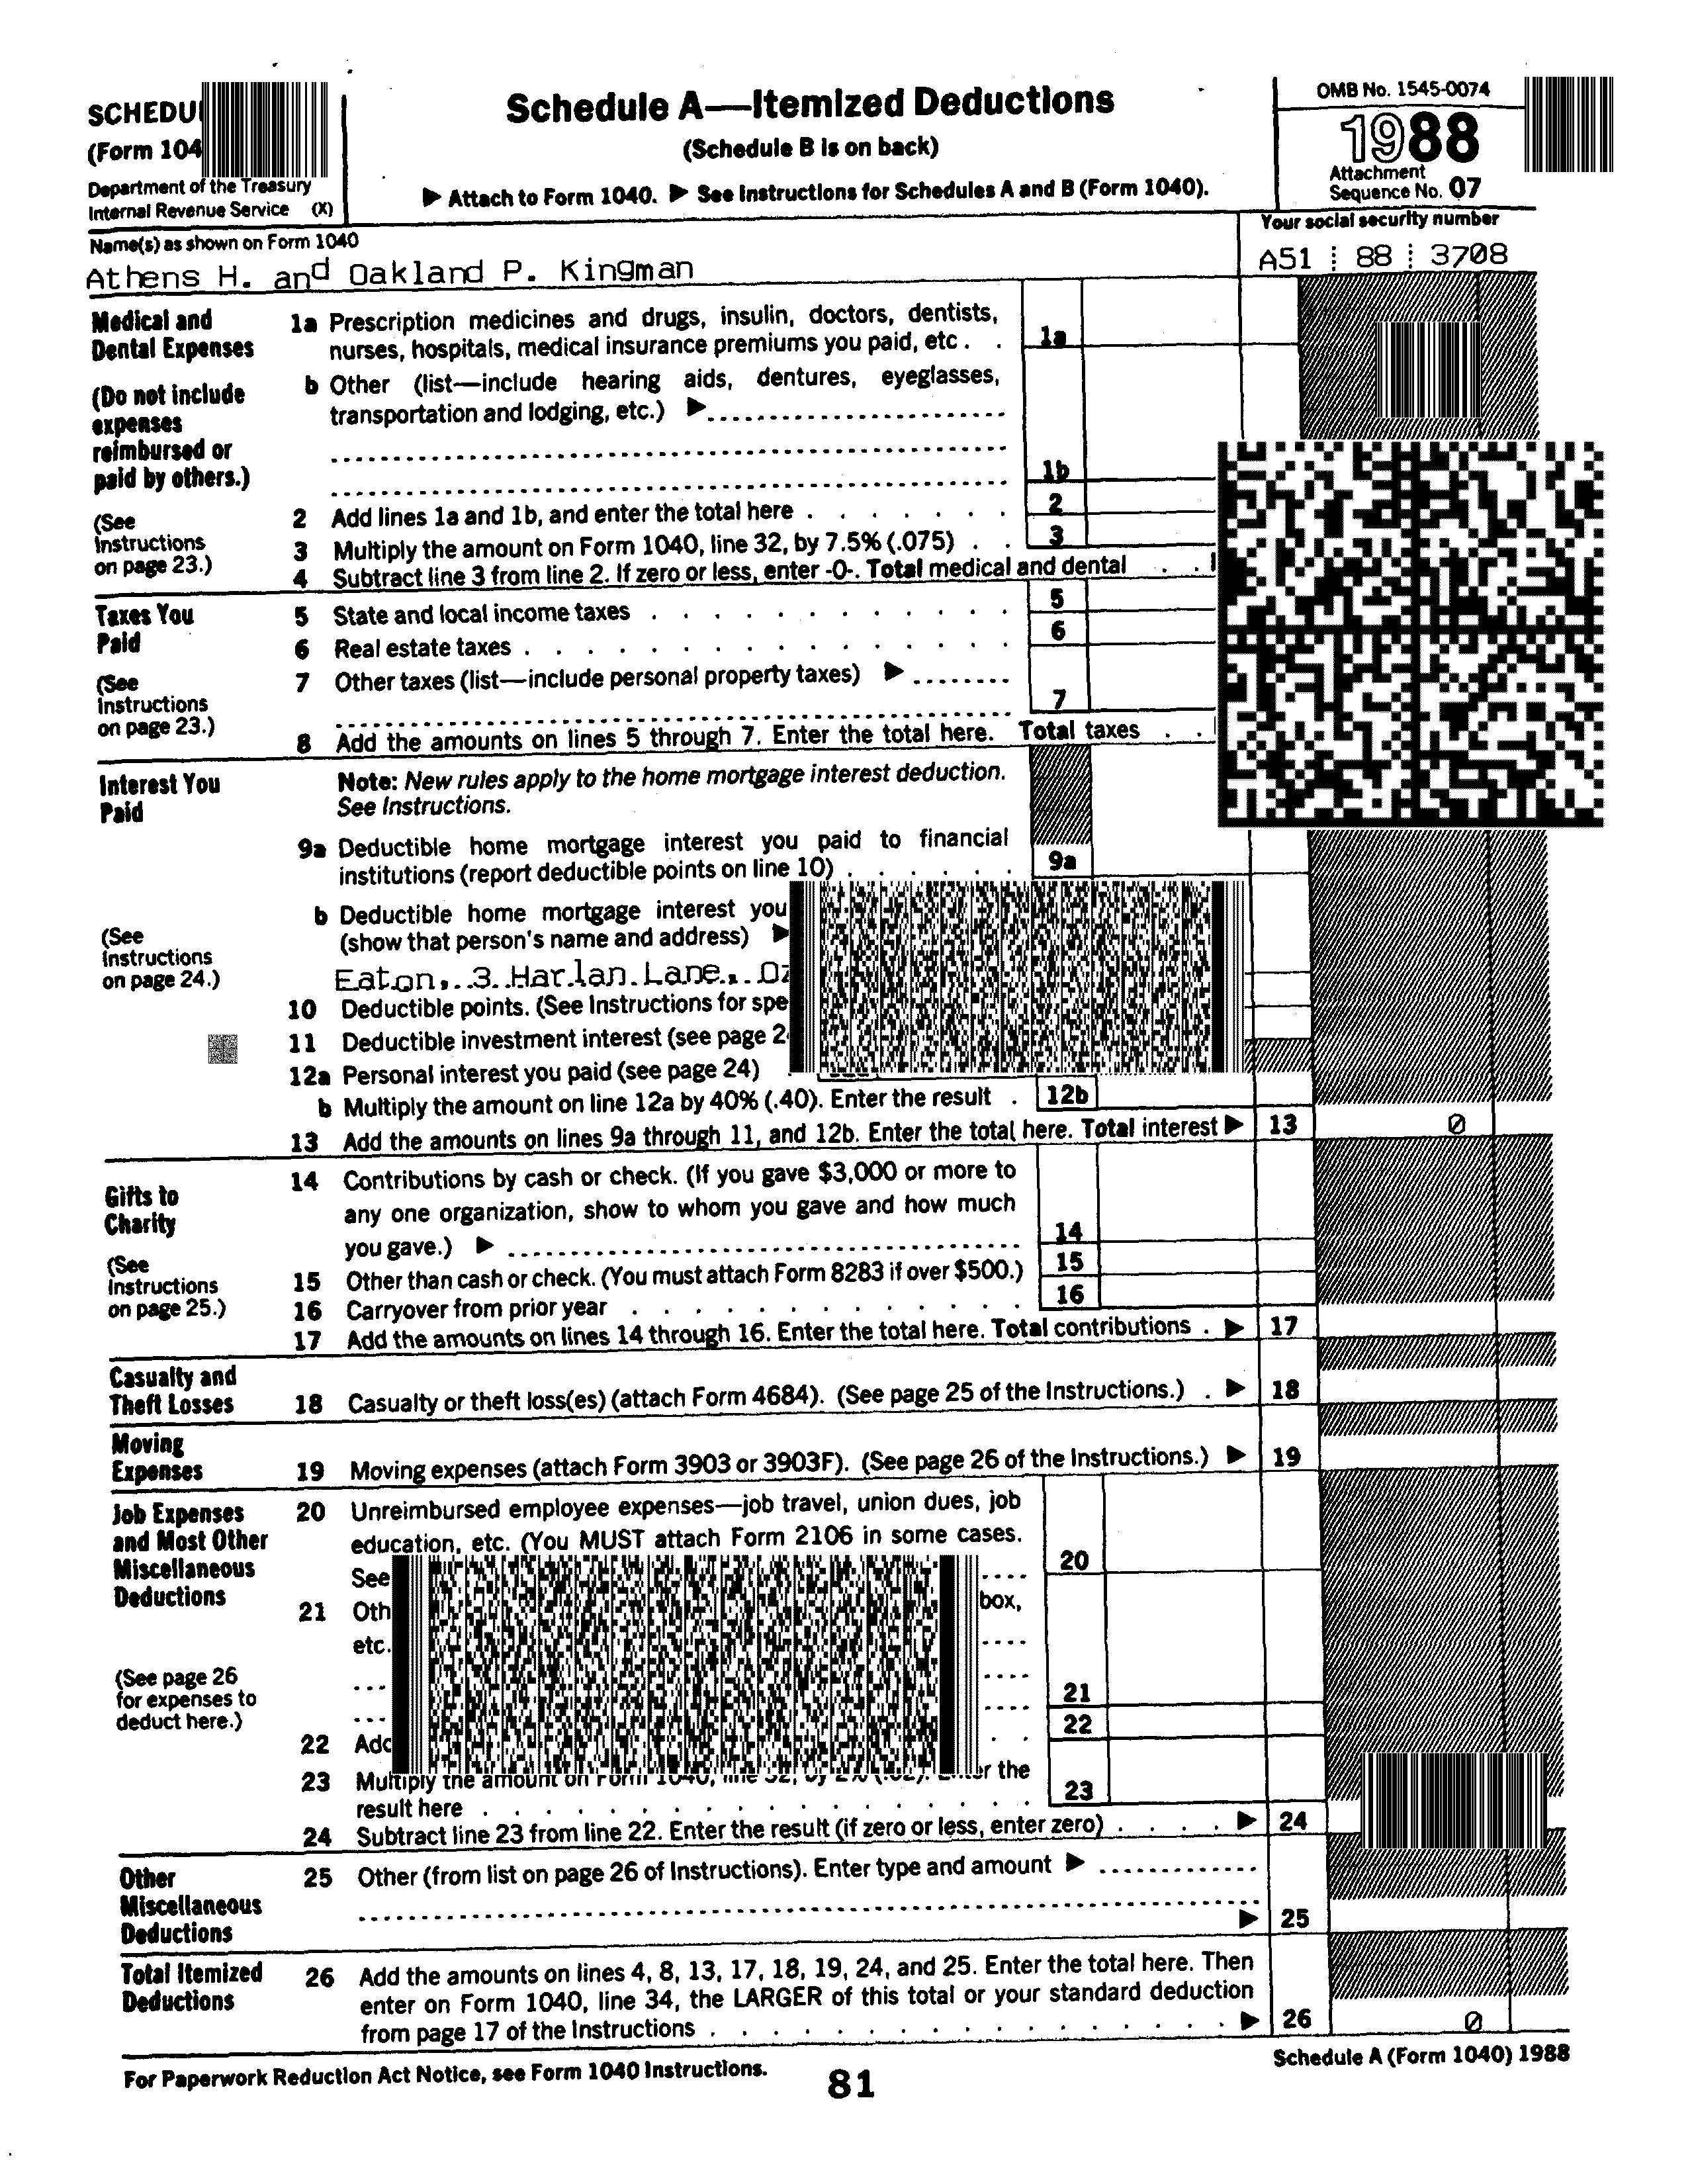 Schedule A—Itemized Deductions
(Schedule B is on back)
▶ Attach to Form 1040. ▶ See Instructions for Schedules A and B (Form 1040).
Department of the Treasury
Internal Revenue Service (X)
OMB No. 1545-0074
1988
Attachment
Sequence No. 07
Name(s) as shown on Form 1040
Athens H. and Oakland P. Kingman
Your social security number
A51 88 3708
Medical and
Dental Expenses
(Do not include
expenses
reimbursed or
paid by others.)
(See
Instructions
on page 23.)
1a Prescription medicines and drugs, insulin, doctors, dentists,
nurses, hospitals, medical insurance premiums you paid, etc . . 1a
b Other (list—include hearing aids, dentures, eyeglasses,
transportation and lodging, etc.) ▶
1b
2 Add lines 1a and 1b, and enter the total here . . . . . . . 2
3 Multiply the amount on Form 1040, line 32, by 7.5% (.075) . . 3
4 Subtract line 3 from line 2. If zero or less, enter -0-. Total medical and dental . .
Taxes You
Paid
(See
Instructions
on page 23.)
5 State and local income taxes . . . . . . . . . . . . 5
6 Real estate taxes . . . . . . . . . . . . . . . . 6
7 Other taxes (list—include personal property taxes) ▶
7
8 Add the amounts on lines 5 through 7. Enter the total here. Total taxes . .
Interest You
Paid
(See
Instructions
on page 24.)
Note: New rules apply to the home mortgage interest deduction.
See Instructions.
9a Deductible home mortgage interest you paid to financial
institutions (report deductible points on line 10) . . . . . . 9a
b Deductible home mortgage interest you
(show that person's name and address) ▶
Eaton, 3 Harlan Lane,
10 Deductible points. (See Instructions for
11 Deductible investment interest (see page
12a Personal interest you paid (see page 24)
b Multiply the amount on line 12a by 40% (.40). Enter the result . 12b
13 Add the amounts on lines 9a through 11, and 12b. Enter the total here. Total interest ▶ 13 0
Gifts to
Charity
(See
Instructions
on page 25.)
14 Contributions by cash or check. (If you gave $3,000 or more to
any one organization, show to whom you gave and how much
you gave.) ▶ 14
15 Other than cash or check. (You must attach Form 8283 if over $500.) 15
16 Carryover from prior year . . . . . . . . . . . . . 16
17 Add the amounts on lines 14 through 16. Enter the total here. Total contributions . ▶ 17
Casualty and
Theft Losses
18 Casualty or theft loss(es) (attach Form 4684). (See page 25 of the Instructions.) . ▶ 18
Moving
Expenses
19 Moving expenses (attach Form 3903 or 3903F). (See page 26 of the Instructions.) ▶ 19
Job Expenses
and Most Other
Miscellaneous
Deductions
(See page 26
for expenses to
deduct here.)
20 Unreimbursed employee expenses—job travel, union dues, job
education, etc. (You MUST attach Form 2106 in some cases.
See 20
21 box,
etc.
21
22 22
23 Multiply the amount on Form 1040, line 32, by the
result here . . . . . . . . . . . . . . . . . 23
24 Subtract line 23 from line 22. Enter the result (if zero or less, enter zero) . . . . ▶ 24
Other
Miscellaneous
Deductions
25 Other (from list on page 26 of Instructions). Enter type and amount ▶
▶ 25
Total Itemized
Deductions
26 Add the amounts on lines 4, 8, 13, 17, 18, 19, 24, and 25. Enter the total here. Then
enter on Form 1040, line 34, the LARGER of this total or your standard deduction
from page 17 of the Instructions . . . . . . . . . . . . . . . . . ▶ 26 0
For Paperwork Reduction Act Notice, see Form 1040 Instructions.
Schedule A (Form 1040) 1988
81